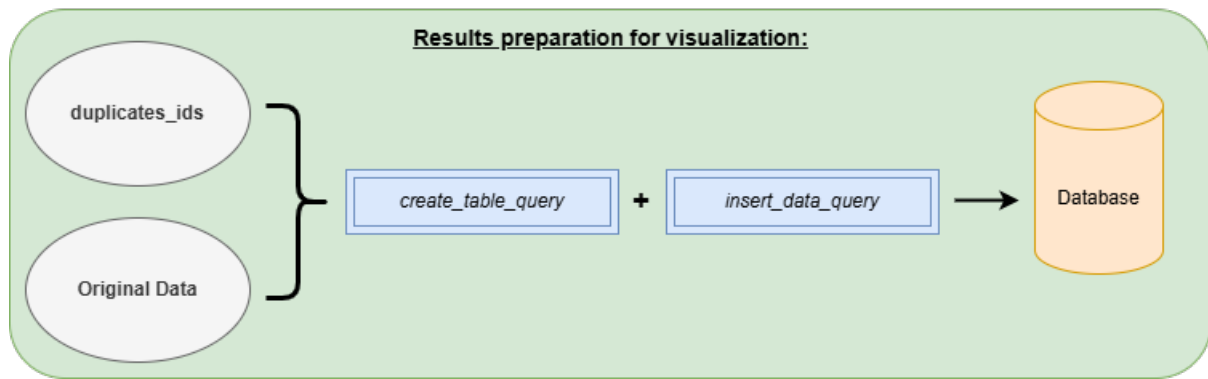 Results preparation for visualization:
duplicates_ids
Original Data
create_table_query
+
insert_data_query
Database